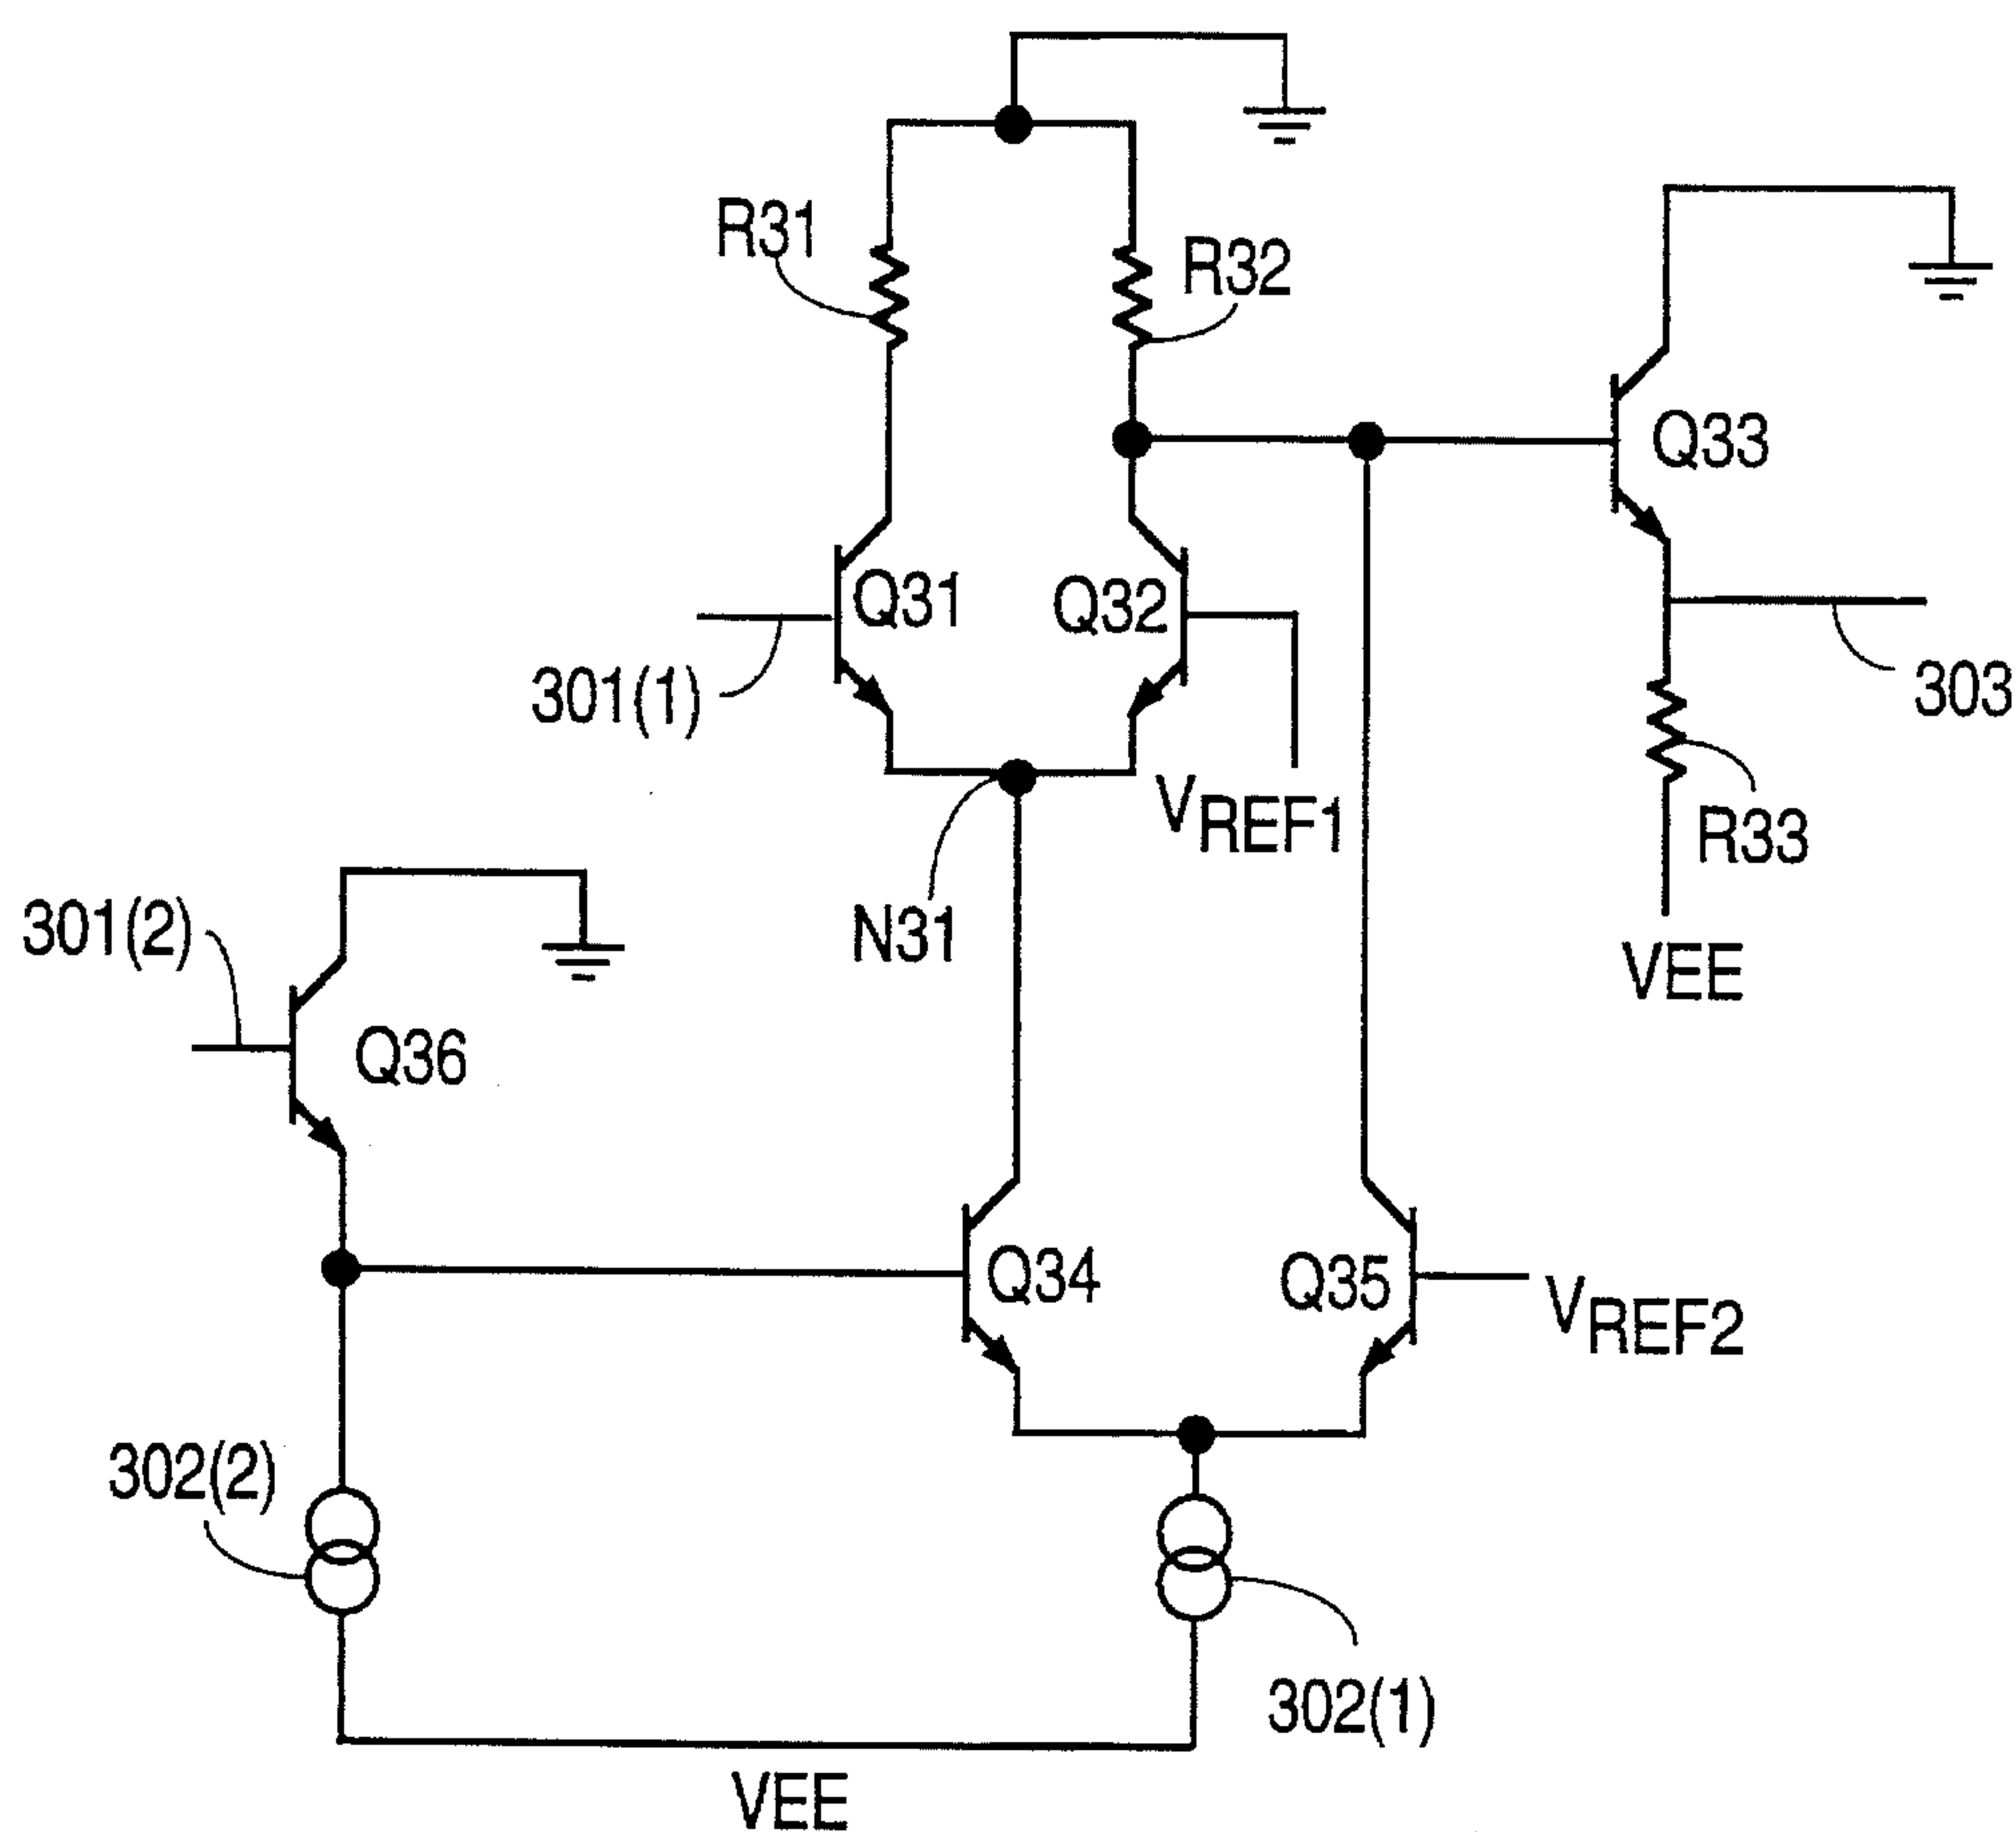 R31
R32
Q33
Q31
Q32
301(1)
303
VREF1
R33
301(2)
N31
VEE
Q36
Q34
Q35
VREF2
302(2)
302(1)
VEE